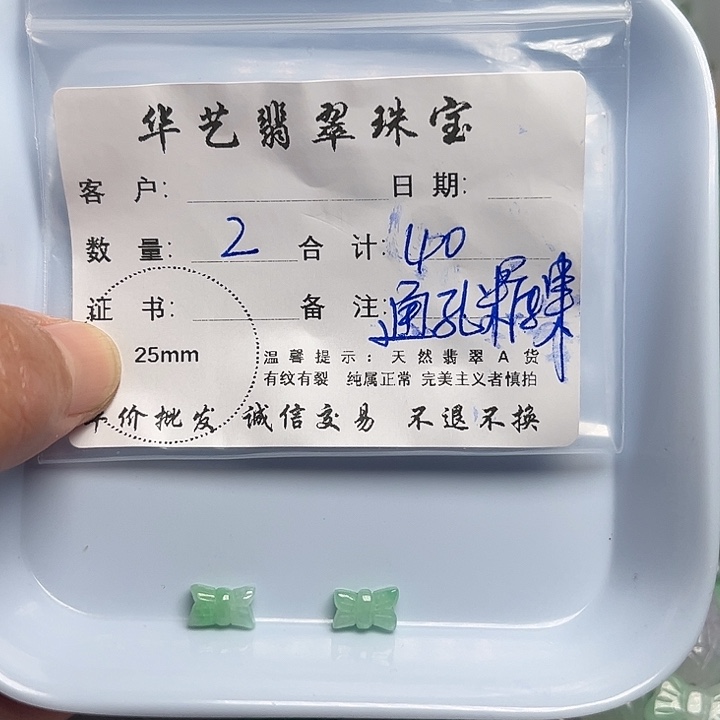 华艺翡翠珠宝
客户: 日期:
数量: 2 合计: 40
证书: 备注: 通孔
25mm
温馨提示: 天然翡翠A货
有纹有裂 纯属正常 完美主义者慎拍
价批发 诚信交易 不退不换